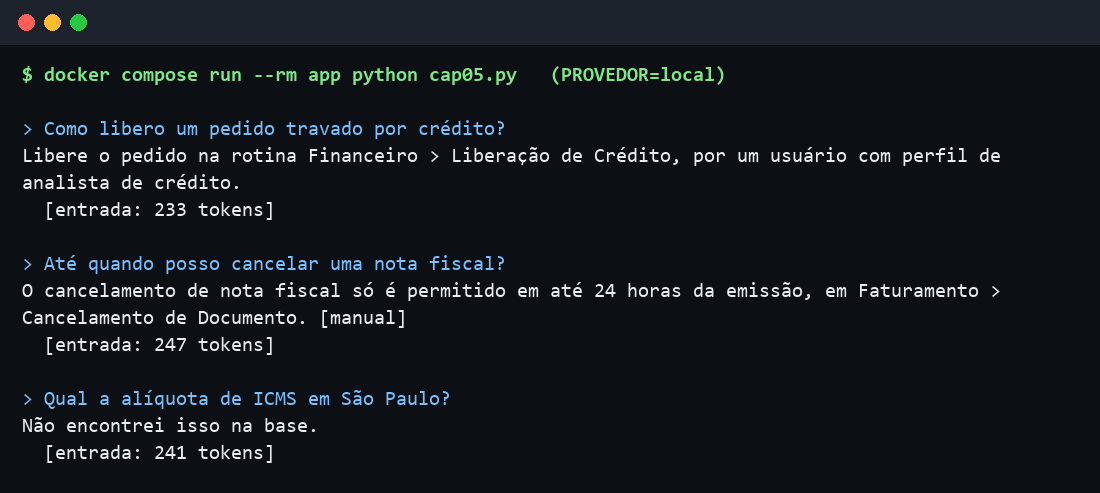 $ docker compose run --rm app python cap05.py   (PROVEDOR=local)
> Como libero um pedido travado por crédito?
Libere o pedido na rotina Financeiro > Liberação de Crédito, por um usuário com perfil de
analista de crédito.
[entrada: 233 tokens]
> Até quando posso cancelar uma nota fiscal?
O cancelamento de nota fiscal só é permitido em até 24 horas da emissão, em Faturamento >
Cancelamento de Documento. [manual]
[entrada: 247 tokens]
> Qual a alíquota de ICMS em São Paulo?
Não encontrei isso na base.
[entrada: 241 tokens]